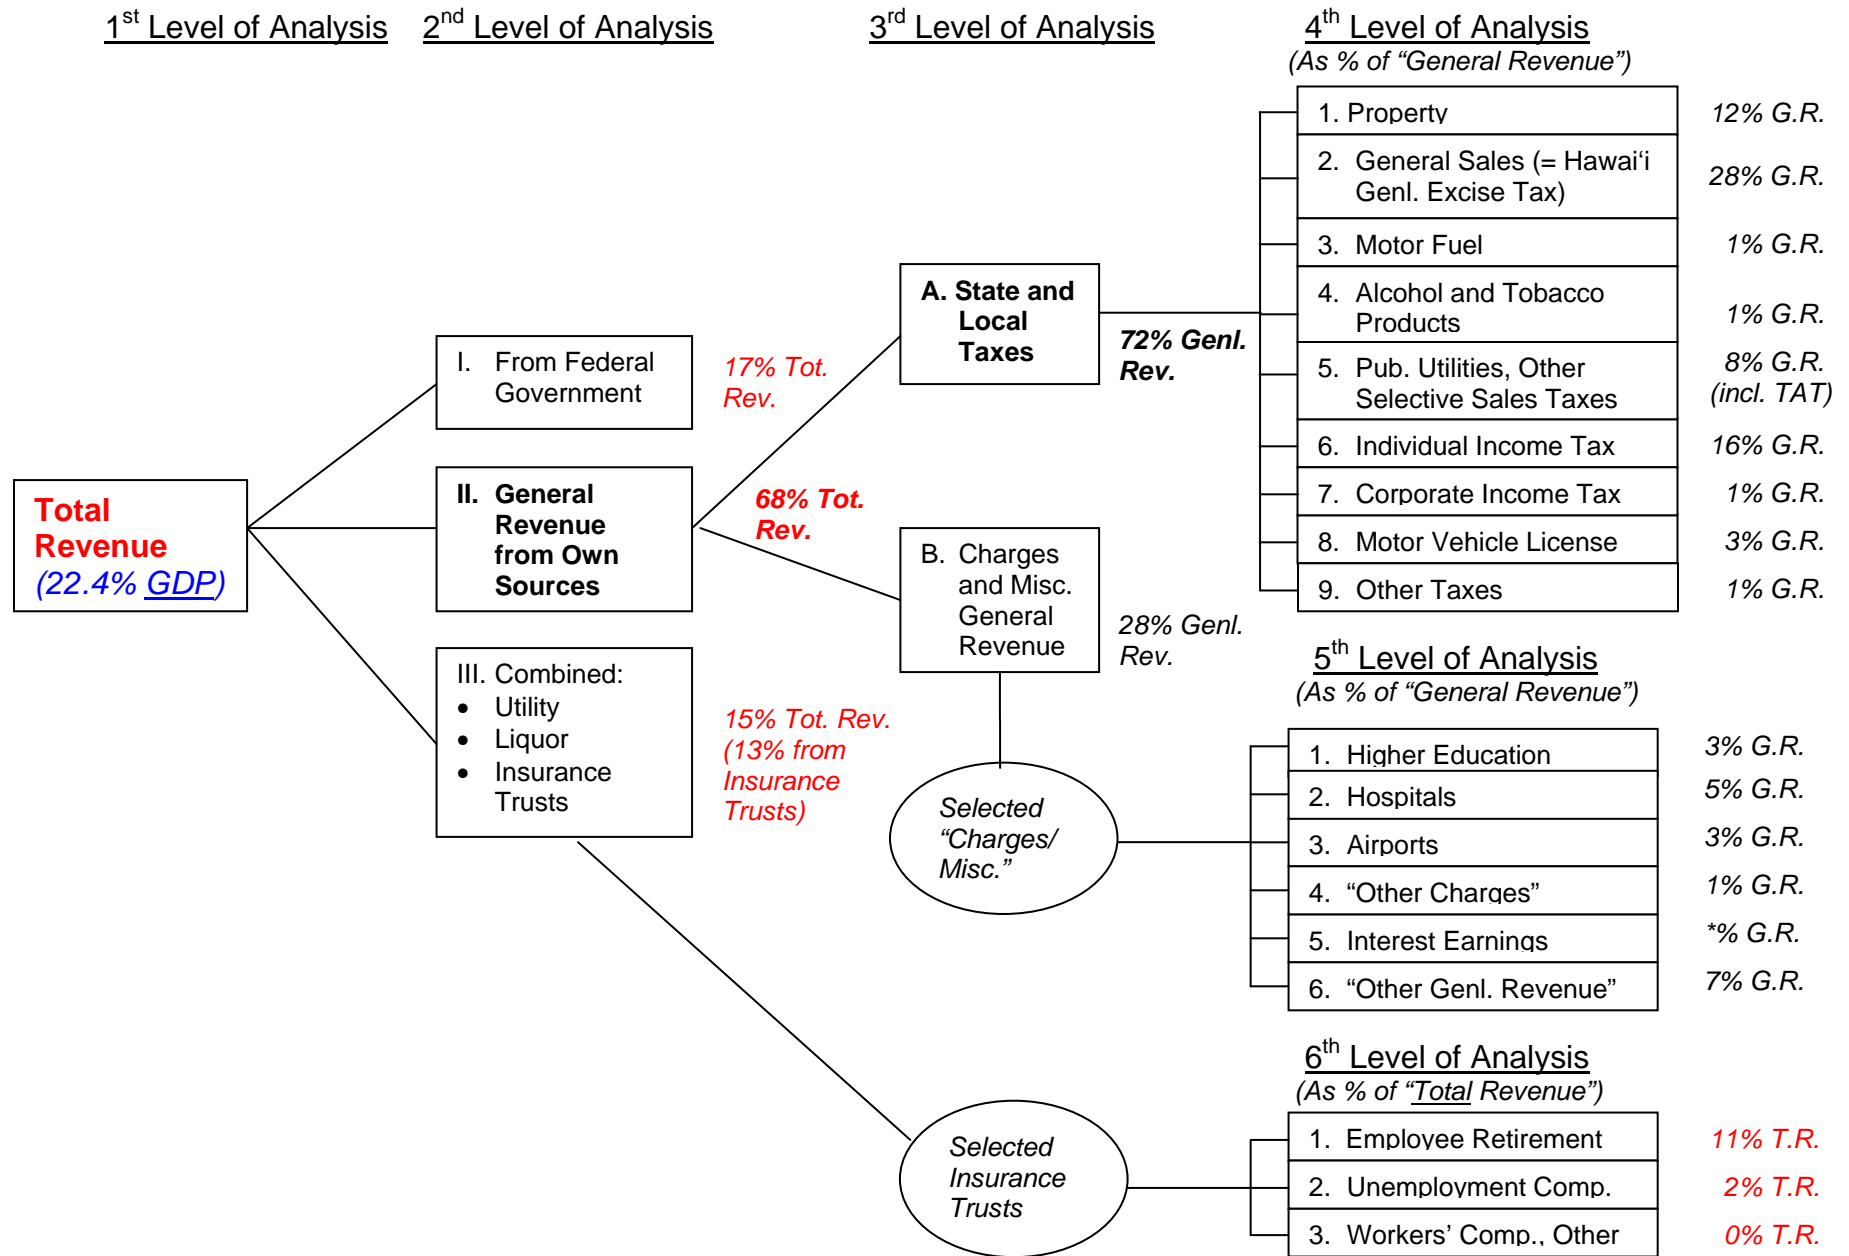 1st Level of Analysis
2nd Level of Analysis
3rd Level of Analysis
4th Level of Analysis
(As % of “General Revenue”)
Total
Revenue
(22.4% GDP)
I. From Federal
Government
17% Tot.
Rev.
II. General
Revenue
from Own
Sources
68% Tot.
Rev.
III. Combined:
• Utility
• Liquor
• Insurance
Trusts
15% Tot. Rev.
(13% from
Insurance
Trusts)
A. State and
Local
Taxes
72% Genl.
Rev.
B. Charges
and Misc.
General
Revenue
28% Genl.
Rev.
Selected
“Charges/
Misc.”
Selected
Insurance
Trusts
1. Property
12% G.R.
2. General Sales (= Hawai‘i
Genl. Excise Tax)
28% G.R.
3. Motor Fuel
1% G.R.
4. Alcohol and Tobacco
Products
1% G.R.
5. Pub. Utilities, Other
Selective Sales Taxes
8% G.R.
(incl. TAT)
6. Individual Income Tax
16% G.R.
7. Corporate Income Tax
1% G.R.
8. Motor Vehicle License
3% G.R.
9. Other Taxes
1% G.R.
5th Level of Analysis
(As % of “General Revenue”)
1. Higher Education
3% G.R.
2. Hospitals
5% G.R.
3. Airports
3% G.R.
4. “Other Charges”
1% G.R.
5. Interest Earnings
*% G.R.
6. “Other Genl. Revenue”
7% G.R.
6th Level of Analysis
(As % of “Total Revenue”)
1. Employee Retirement
11% T.R.
2. Unemployment Comp.
2% T.R.
3. Workers’ Comp., Other
0% T.R.